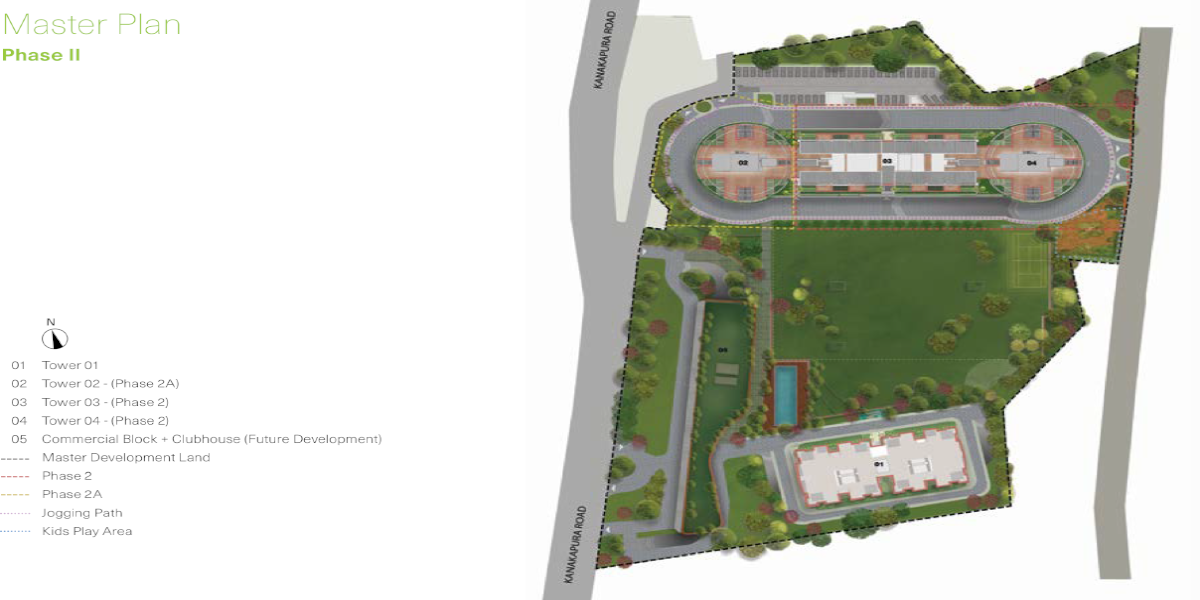 Master Plan
Phase II
N
01 Tower 01
02 Tower 02 - (Phase 2A)
03 Tower 03 - (Phase 2)
04 Tower 04 - (Phase 2)
05 Commercial Block + Clubhouse (Future Development)
Master Development Land
Phase 2
Phase 2A
Jogging Path
Kids Play Area
KANAKAPURA ROAD
02
03
04
05
01
KANAKAPURA ROAD